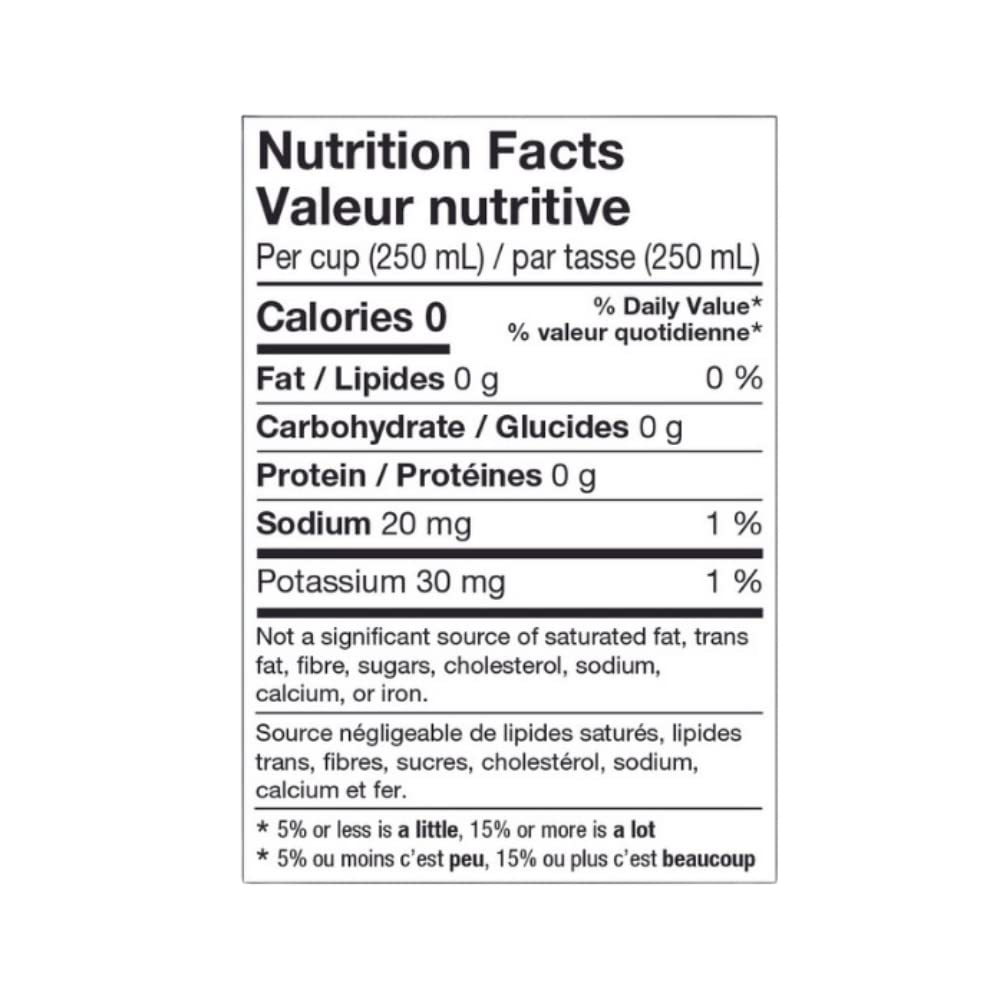 Nutrition Facts
Valeur nutritive
Per cup (250 mL) / par tasse (250 mL)
Calories 0
% Daily Value*
% valeur quotidienne*
Fat / Lipides 0 g 0 %
Carbohydrate / Glucides 0 g
Protein / Protéines 0 g
Sodium 20 mg 1 %
Potassium 30 mg 1 %
Not a significant source of saturated fat, trans
fat, fibre, sugars, cholesterol, sodium,
calcium, or iron.
Source négligeable de lipides saturés, lipides
trans, fibres, sucres, cholestérol, sodium,
calcium et fer.
* 5% or less is a little, 15% or more is a lot
* 5% ou moins c'est peu, 15% ou plus c'est beaucoup